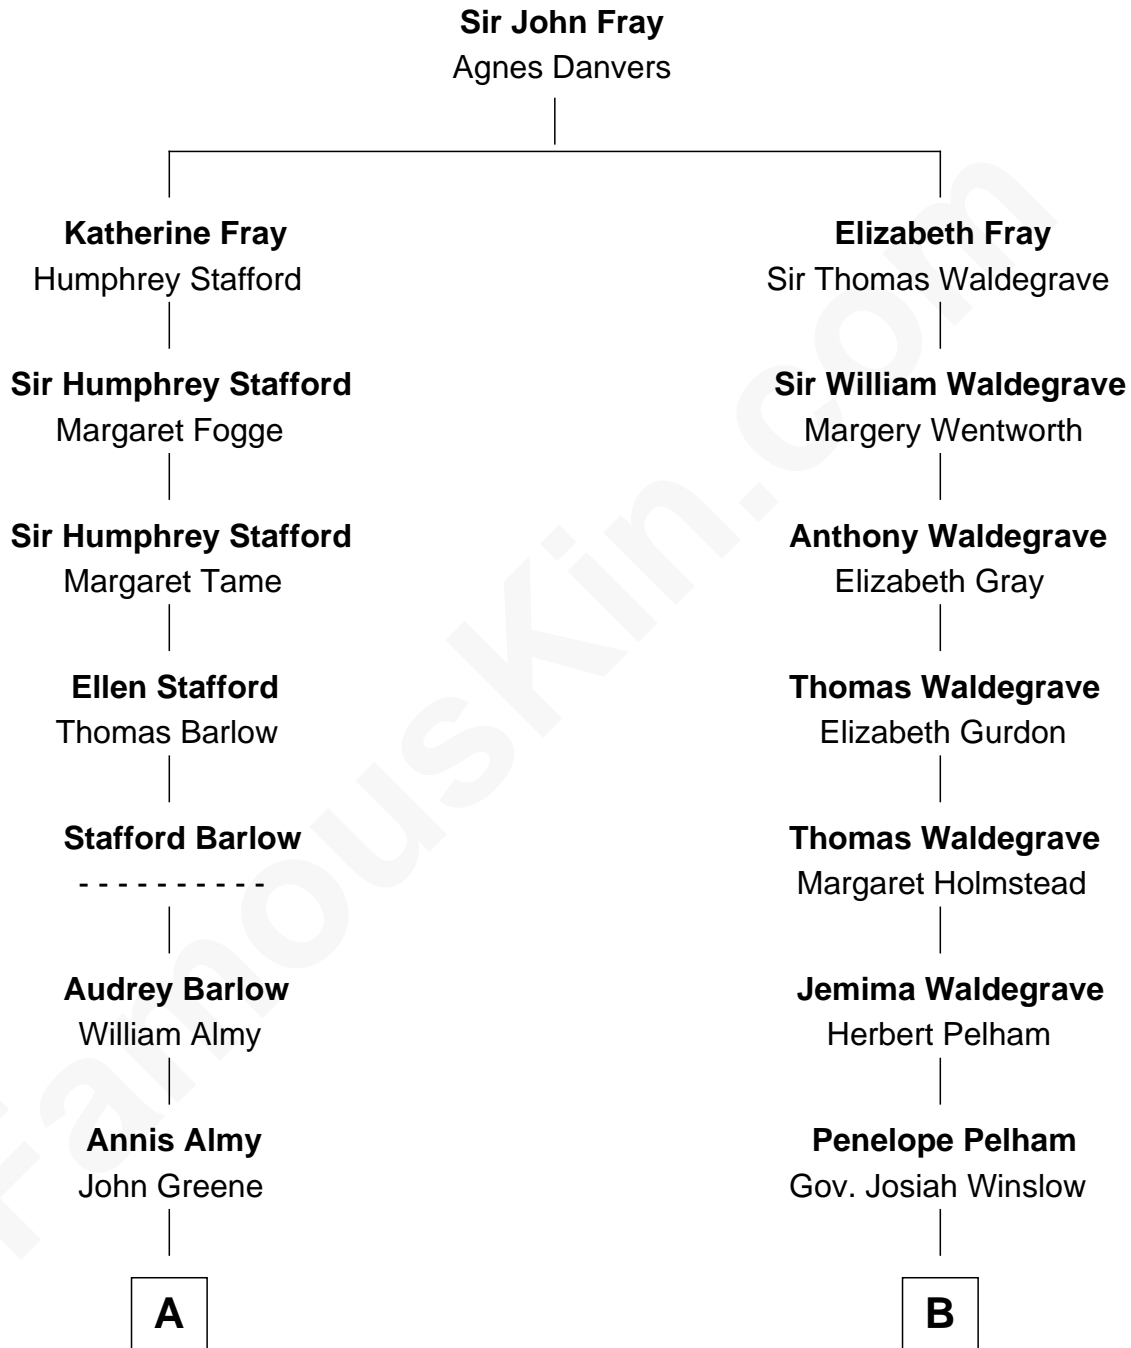 Sir John Fray
Agnes Danvers
Katherine Fray
Humphrey Stafford
Elizabeth Fray
Sir Thomas Waldegrave
Sir Humphrey Stafford
Margaret Fogge
Sir William Waldegrave
Margery Wentworth
Sir Humphrey Stafford
Margaret Tame
Anthony Waldegrave
Elizabeth Gray
Ellen Stafford
Thomas Barlow
Thomas Waldegrave
Elizabeth Gurdon
Stafford Barlow
- - - - - - - - - -
Thomas Waldegrave
Margaret Holmstead
Audrey Barlow
William Almy
Jemima Waldegrave
Herbert Pelham
Annis Almy
John Greene
Penelope Pelham
Gov. Josiah Winslow
A
B
FamousKin.com